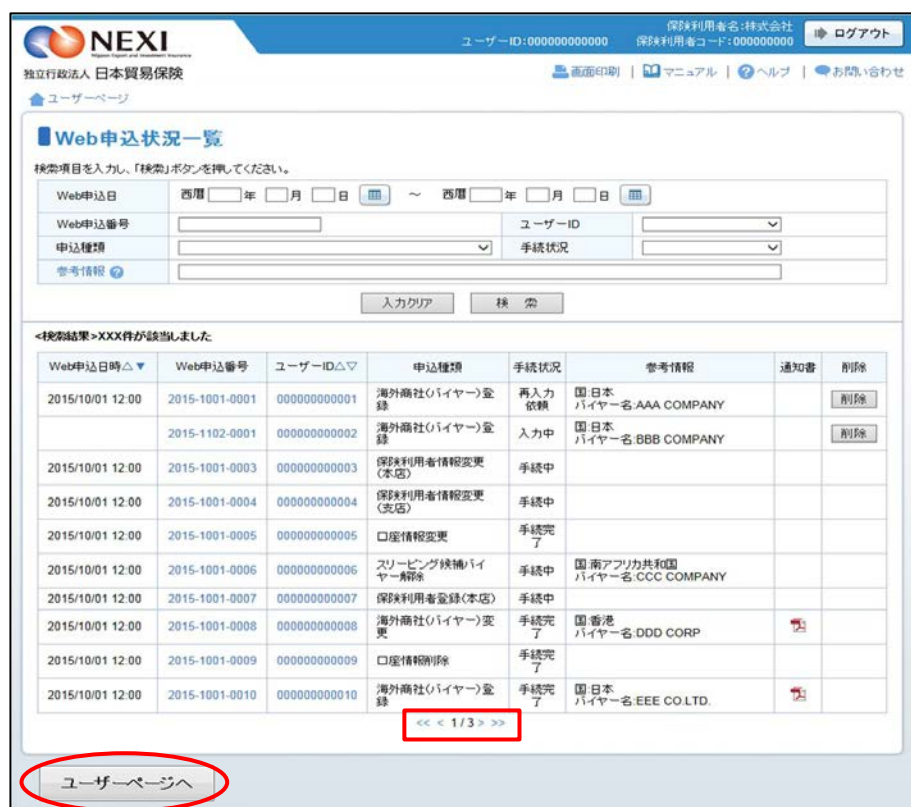 NEXI
Nippon Export and Investment Insurance
独立行政法人 日本貿易保険
ユーザーID:000000000000
保険利用者名:株式会社
保険利用者コード:000000000
ログアウト
画面印刷 | マニュアル | ヘルプ | お問い合わせ
ユーザーページ
Web申込状況一覧
検索項目を入力し、「検索」ボタンを押してください。
Web申込日 西暦 年 月 日 ～ 西暦 年 月 日
Web申込番号 ユーザーID
申込種類 手続状況
参考情報
入力クリア 検 索
<検索結果>XXX件が該当しました
Web申込日時△▼ Web申込番号 ユーザーID△▽ 申込種類 手続状況 参考情報 通知書 削除
2015/10/01 12:00 2015-1001-0001 000000000001 海外商社(バイヤー)登録 再入力依頼 国:日本 バイヤー名:AAA COMPANY 削除
2015-1102-0001 000000000002 海外商社(バイヤー)登録 入力中 国:日本 バイヤー名:BBB COMPANY 削除
2015/10/01 12:00 2015-1001-0003 000000000003 保険利用者情報変更(本店) 手続中
2015/10/01 12:00 2015-1001-0004 000000000004 保険利用者情報変更(支店) 手続中
2015/10/01 12:00 2015-1001-0005 000000000005 口座情報変更 手続完了
2015/10/01 12:00 2015-1001-0006 000000000006 スリーピング候補バイヤー解除 手続中 国:南アフリカ共和国 バイヤー名:CCC COMPANY
2015/10/01 12:00 2015-1001-0007 000000000007 保険利用者登録(本店) 手続中
2015/10/01 12:00 2015-1001-0008 000000000008 海外商社(バイヤー)変更 手続完了 国:香港 バイヤー名:DDD CORP
2015/10/01 12:00 2015-1001-0009 000000000009 口座情報削除 手続完了
2015/10/01 12:00 2015-1001-0010 000000000010 海外商社(バイヤー)登録 手続完了 国:日本 バイヤー名:EEE CO.LTD.
<< < 1/3 > >>
ユーザーページへ